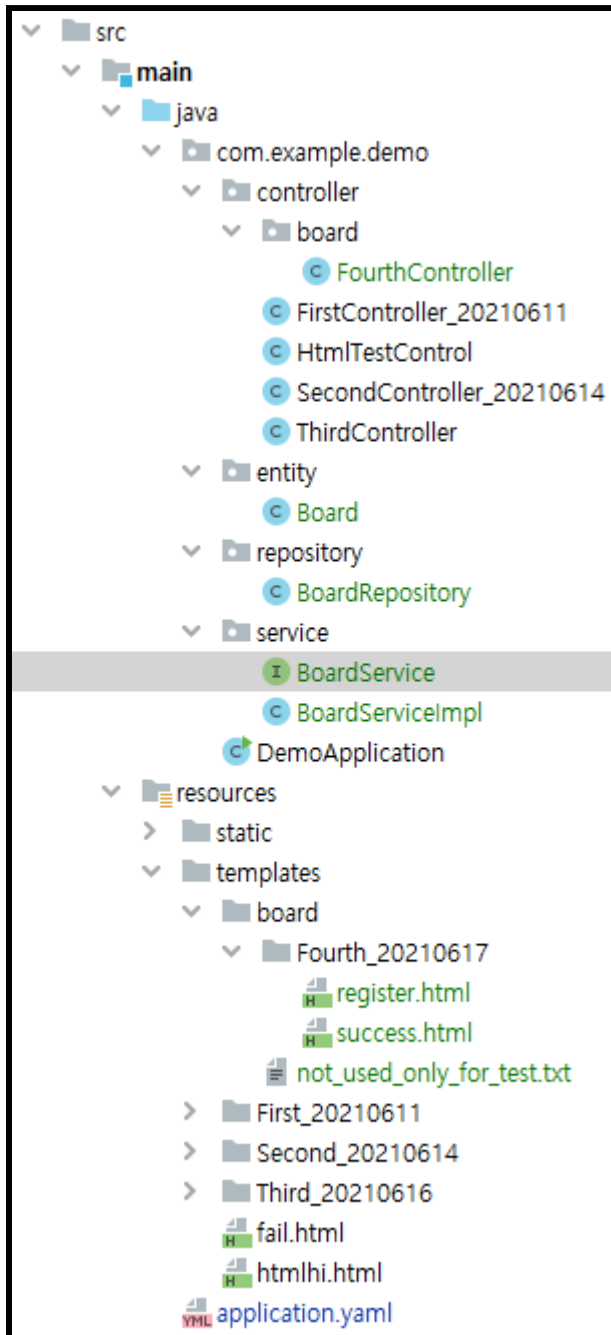 src
main
java
com.example.demo
controller
board
C FourthController
C FirstController_20210611
C HtmlTestControl
C SecondController_20210614
C ThirdController
entity
C Board
repository
C BoardRepository
service
I BoardService
C BoardServiceImpl
C DemoApplication
resources
static
templates
board
Fourth_20210617
H register.html
H success.html
not_used_only_for_test.txt
First_20210611
Second_20210614
Third_20210616
H fail.html
H htmlhi.html
YML application.yaml